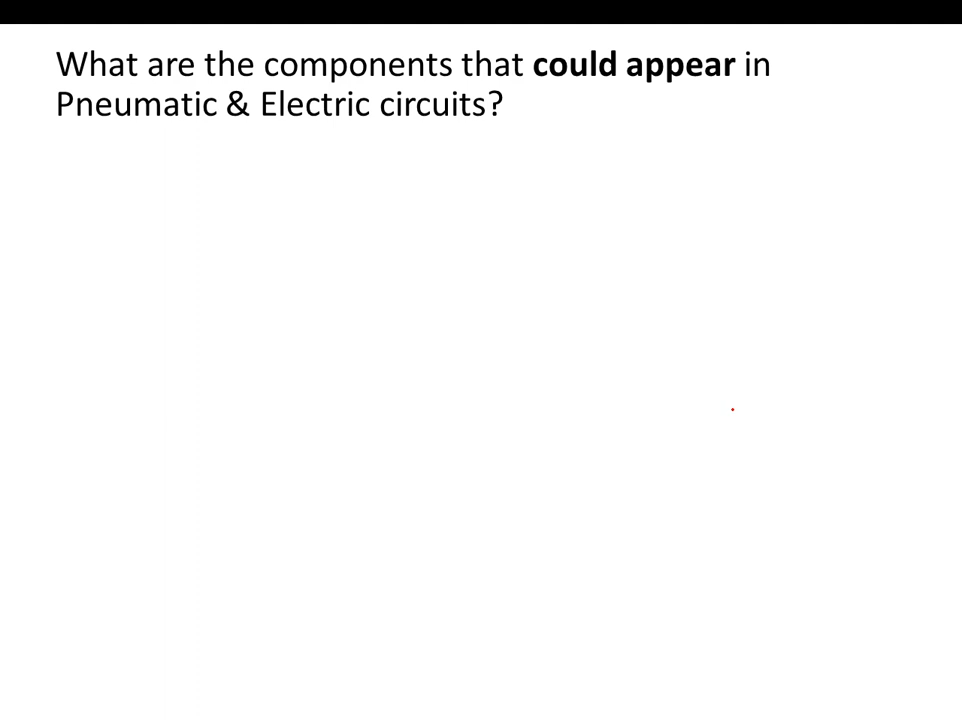 What are the components that could appear in
Pneumatic & Electric circuits?